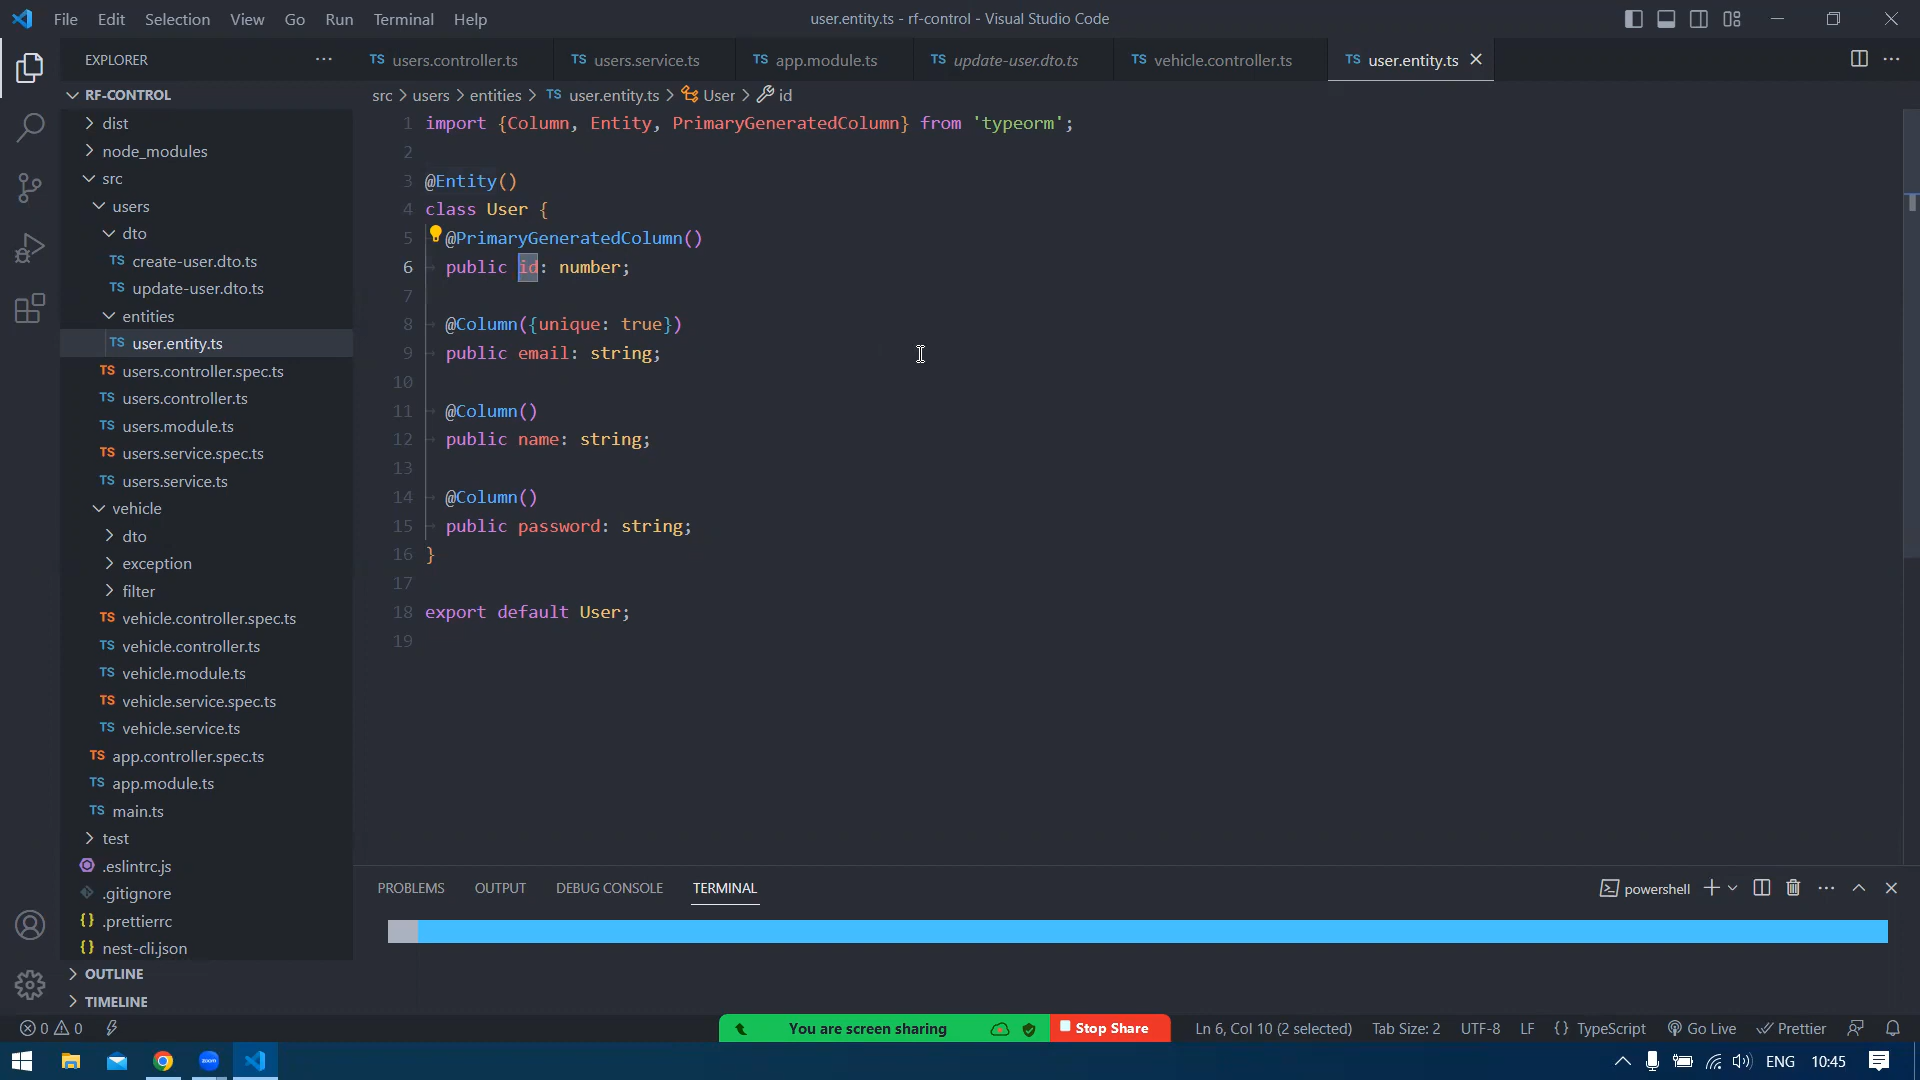 File Edit Selection View Go Run Terminal Help
user.entity.ts - rf-control - Visual Studio Code
EXPLORER ···
TS users.controller.ts
TS users.service.ts
TS app.module.ts
TS update-user.dto.ts
TS vehicle.controller.ts
TS user.entity.ts
src > users > entities > TS user.entity.ts > User > id
RF-CONTROL
dist
node_modules
src
users
dto
TS create-user.dto.ts
TS update-user.dto.ts
entities
TS user.entity.ts
TS users.controller.spec.ts
TS users.controller.ts
TS users.module.ts
TS users.service.spec.ts
TS users.service.ts
vehicle
dto
exception
filter
TS vehicle.controller.spec.ts
TS vehicle.controller.ts
TS vehicle.module.ts
TS vehicle.service.spec.ts
TS vehicle.service.ts
TS app.controller.spec.ts
TS app.module.ts
TS main.ts
test
.eslintrc.js
.gitignore
{} .prettierrc
{} nest-cli.json
OUTLINE
TIMELINE
1 import {Column, Entity, PrimaryGeneratedColumn} from 'typeorm';
2
3 @Entity()
4 class User {
5 @PrimaryGeneratedColumn()
6 public id: number;
7
8 @Column({unique: true})
9 public email: string;
10
11 @Column()
12 public name: string;
13
14 @Column()
15 public password: string;
16 }
17
18 export default User;
19
PROBLEMS OUTPUT DEBUG CONSOLE TERMINAL
powershell
0 0
You are screen sharing
Stop Share
Ln 6, Col 10 (2 selected) Tab Size: 2 UTF-8 LF {} TypeScript Go Live Prettier
zoom
ENG 10:45